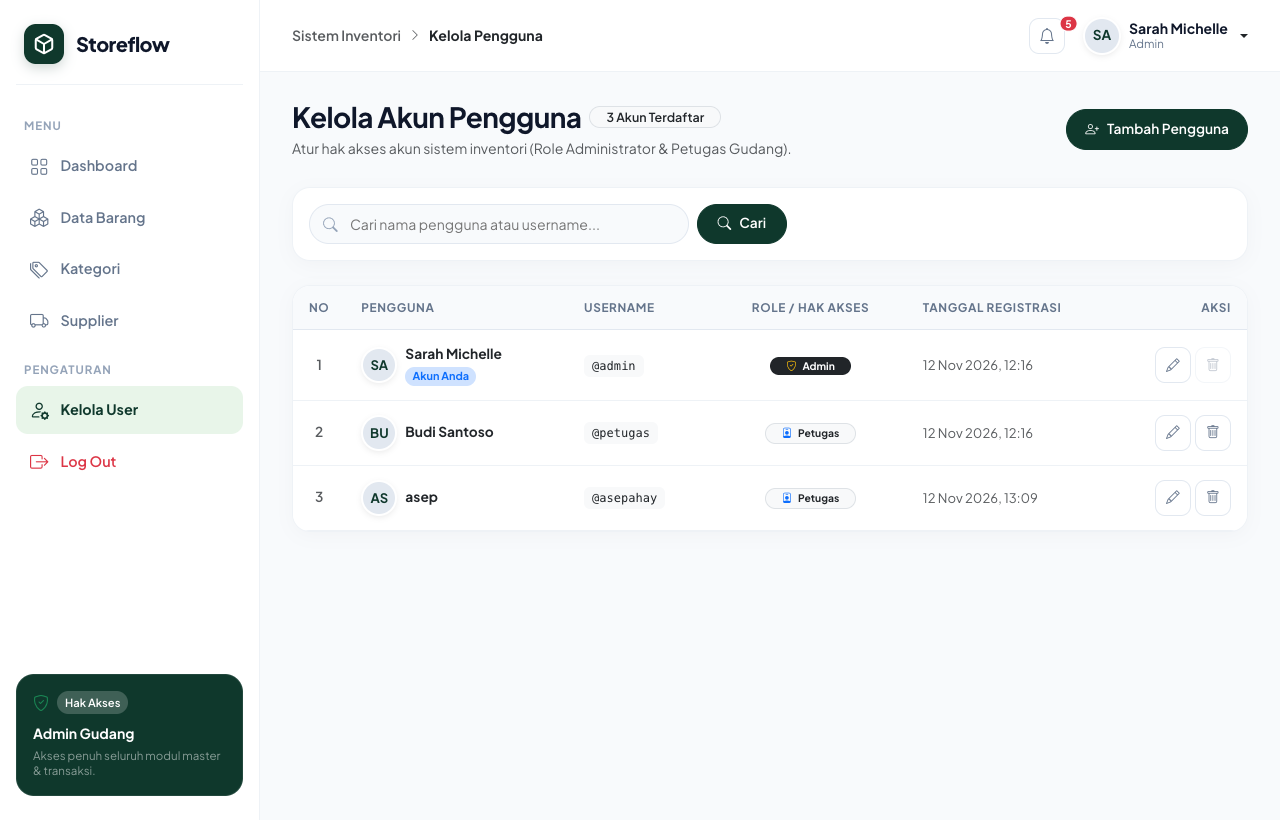 Storeflow
MENU
Dashboard
Data Barang
Kategori
Supplier
PENGATURAN
Kelola User
Log Out
Hak Akses
Admin Gudang
Akses penuh seluruh modul master
& transaksi.
Sistem Inventori > Kelola Pengguna
5
SA
Sarah Michelle
Admin
Kelola Akun Pengguna 3 Akun Terdaftar
Atur hak akses akun sistem inventori (Role Administrator & Petugas Gudang).
Tambah Pengguna
Cari nama pengguna atau username...
Cari
NO PENGGUNA USERNAME ROLE / HAK AKSES TANGGAL REGISTRASI AKSI
1 SA Sarah Michelle Akun Anda @admin Admin 12 Nov 2026, 12:16
2 BU Budi Santoso @petugas Petugas 12 Nov 2026, 12:16
3 AS asep @asepahay Petugas 12 Nov 2026, 13:09